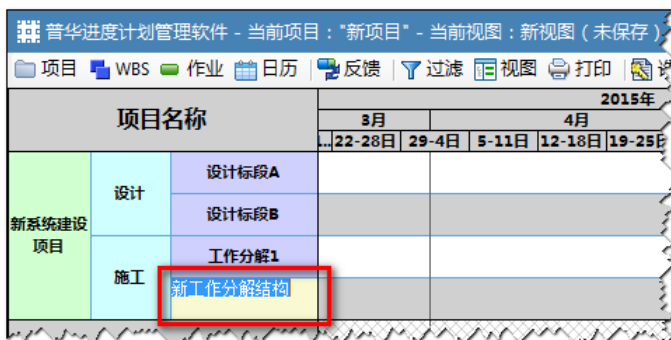 普华进度计划管理软件 - 当前项目："新项目" - 当前视图：新视图（未保存）
项目 WBS 作业 日历 反馈 过滤 视图 打印
项目名称
2015年
3月 4月
1.. 22-28日 29-4日 5-11日 12-18日 19-25日
新系统建设
项目
设计
设计标段A
设计标段B
施工
工作分解1
新工作分解结构